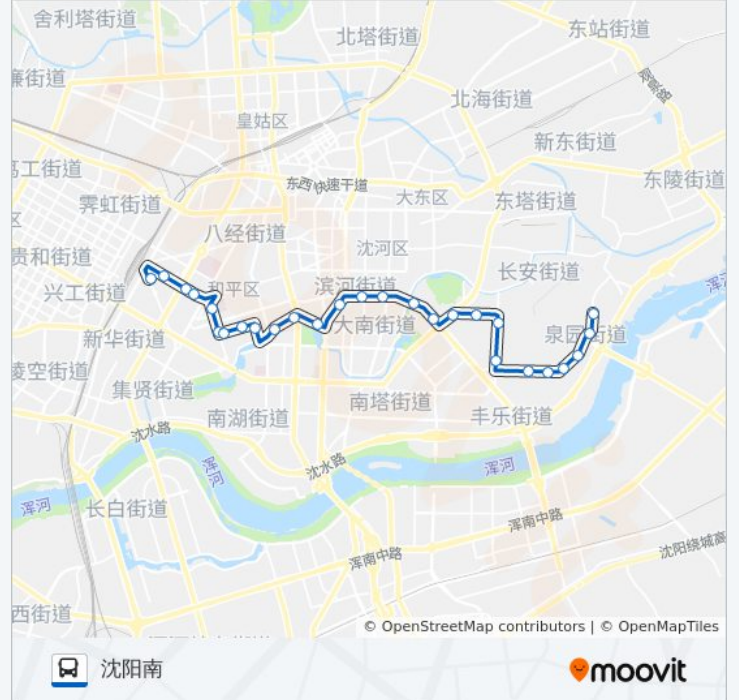 舍利塔街道
北塔街道
东站街道
廉街道
观泉路
北海街道
皇姑区
新东街道
高工街道
东西快速干道
东陵街道
霁虹街道
大东区
东塔街道
区
八经街道
沈河区
贵和街道
长安街道
兴工街道
和平区
滨河街道
浑
新华街道
大南街道
泉园街道
凌空街道
集贤街道
南塔街道
南湖街道
丰乐街道
沈水路
沈水路
浑河
浑河
浑河
长白街道
浑南中路
浑南中路
沈阳绕城高
西街道
© OpenStreetMap contributors | © OpenMapTiles
沈阳南
moovit